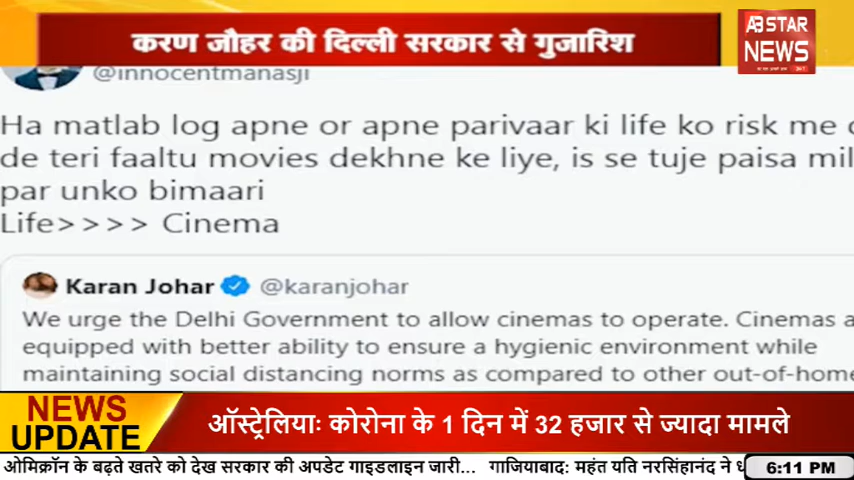 करण जौहर की दिल्ली सरकार से गुजारिश
AB STAR
NEWS
@innocentmanasji
Ha matlab log apne or apne parivaar ki life ko risk me
de teri faaltu movies dekhne ke liye, is se tuje paisa mil
par unko bimaari
Life>>>> Cinema
Karan Johar @karanjohar
We urge the Delhi Government to allow cinemas to operate. Cinemas a
equipped with better ability to ensure a hygienic environment while
maintaining social distancing norms as compared to other out-of-home
NEWS
UPDATE
ऑस्ट्रेलियाः कोरोना के 1 दिन में 32 हजार से ज्यादा मामले
ओमिक्रॉन के बढ़ते खतरे को देख सरकार की अपडेट गाइडलाइन जारी... गाजियाबाद: महंत यति नरसिंहानंद ने
6:11 PM